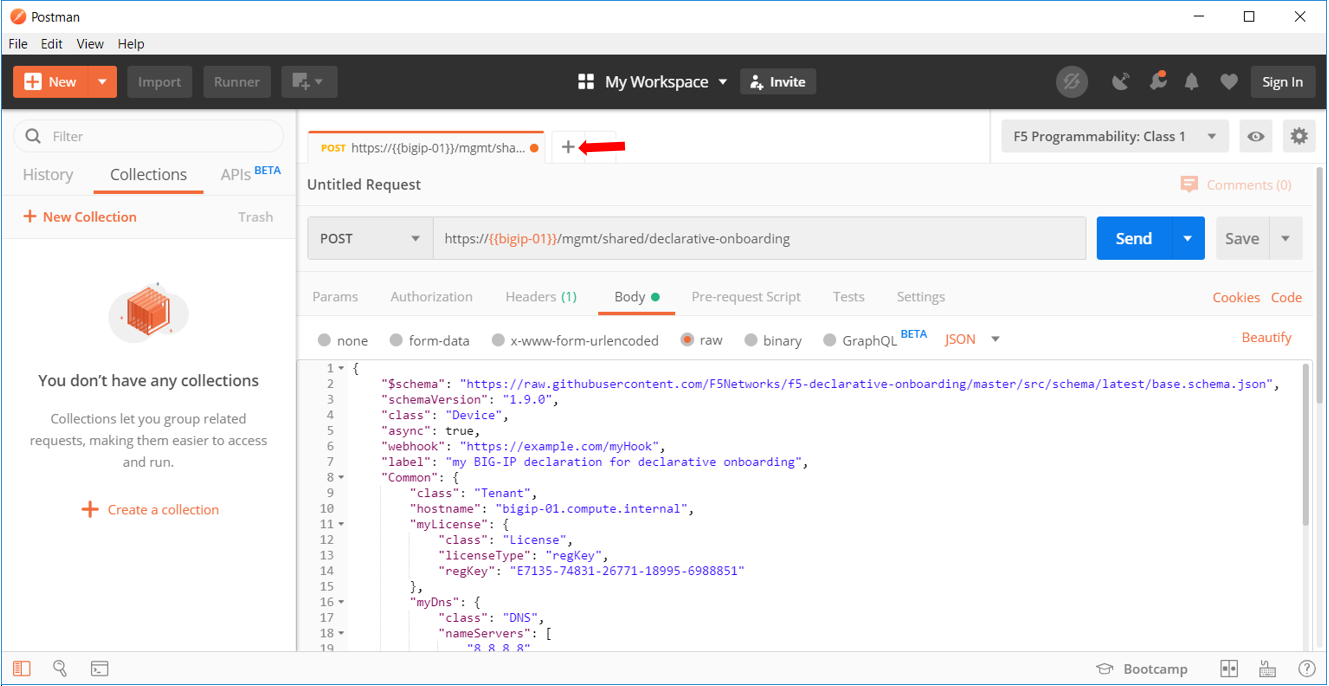 Postman
File Edit View Help
New Import Runner My Workspace Invite Sign In
Filter
History Collections APIs BETA
+ New Collection Trash
You don't have any collections
Collections let you group related
requests, making them easier to access
and run.
+ Create a collection
POST https://{{bigip-01}}/mgmt/sha... + F5 Programmability: Class 1
Untitled Request Comments (0)
POST https://{{bigip-01}}/mgmt/shared/declarative-onboarding Send Save
Params Authorization Headers (1) Body Pre-request Script Tests Settings Cookies Code
none form-data x-www-form-urlencoded raw binary GraphQL BETA JSON Beautify
1 {
2 "$schema": "https://raw.githubusercontent.com/F5Networks/f5-declarative-onboarding/master/src/schema/latest/base.schema.json",
3 "schemaVersion": "1.9.0",
4 "class": "Device",
5 "async": true,
6 "webhook": "https://example.com/myHook",
7 "label": "my BIG-IP declaration for declarative onboarding",
8 "Common": {
9 "class": "Tenant",
10 "hostname": "bigip-01.compute.internal",
11 "myLicense": {
12 "class": "License",
13 "licenseType": "regKey",
14 "regKey": "E7135-74831-26771-18995-6988851"
15 },
16 "myDns": {
17 "class": "DNS",
18 "nameServers": [
19 "8.8.8.8"
Bootcamp